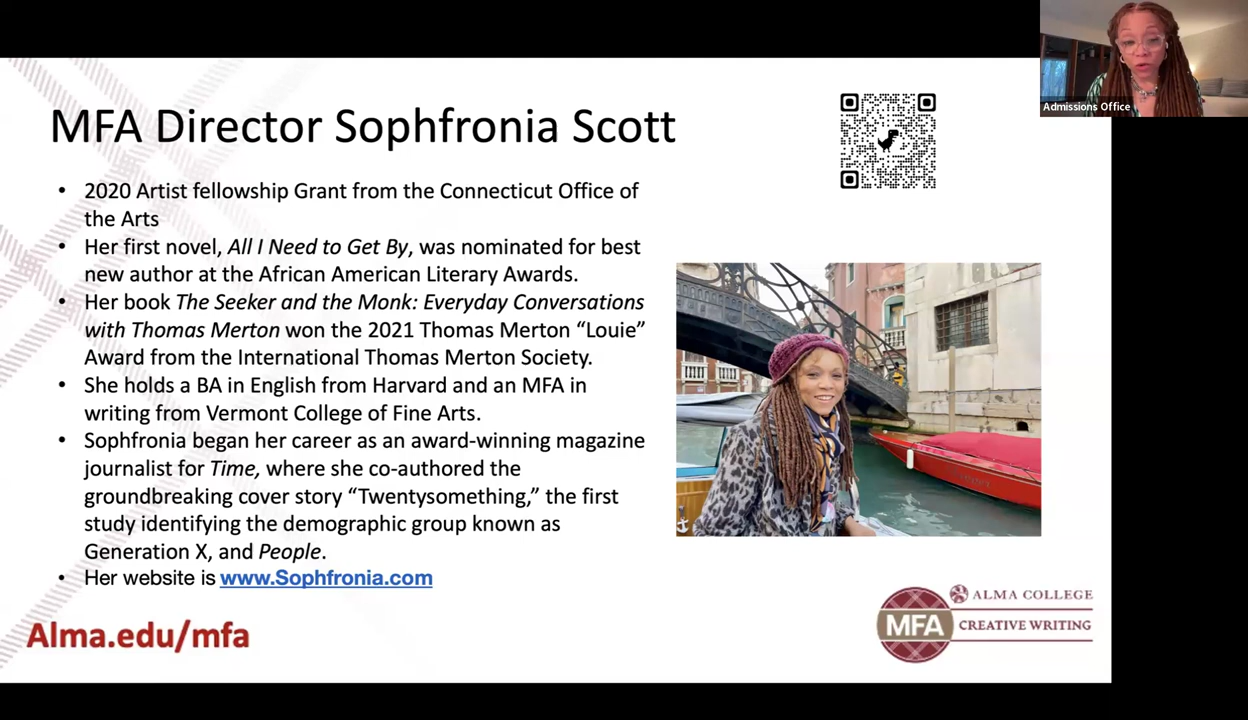 Admissions Office
MFA Director Sophfronia Scott
• 2020 Artist fellowship Grant from the Connecticut Office of
the Arts
• Her first novel, All I Need to Get By, was nominated for best
new author at the African American Literary Awards.
• Her book The Seeker and the Monk: Everyday Conversations
with Thomas Merton won the 2021 Thomas Merton “Louie”
Award from the International Thomas Merton Society.
• She holds a BA in English from Harvard and an MFA in
writing from Vermont College of Fine Arts.
• Sophfronia began her career as an award-winning magazine
journalist for Time, where she co-authored the
groundbreaking cover story “Twentysomething,” the first
study identifying the demographic group known as
Generation X, and People.
• Her website is www.Sophfronia.com
Alma.edu/mfa
ALMA COLLEGE
MFA CREATIVE WRITING